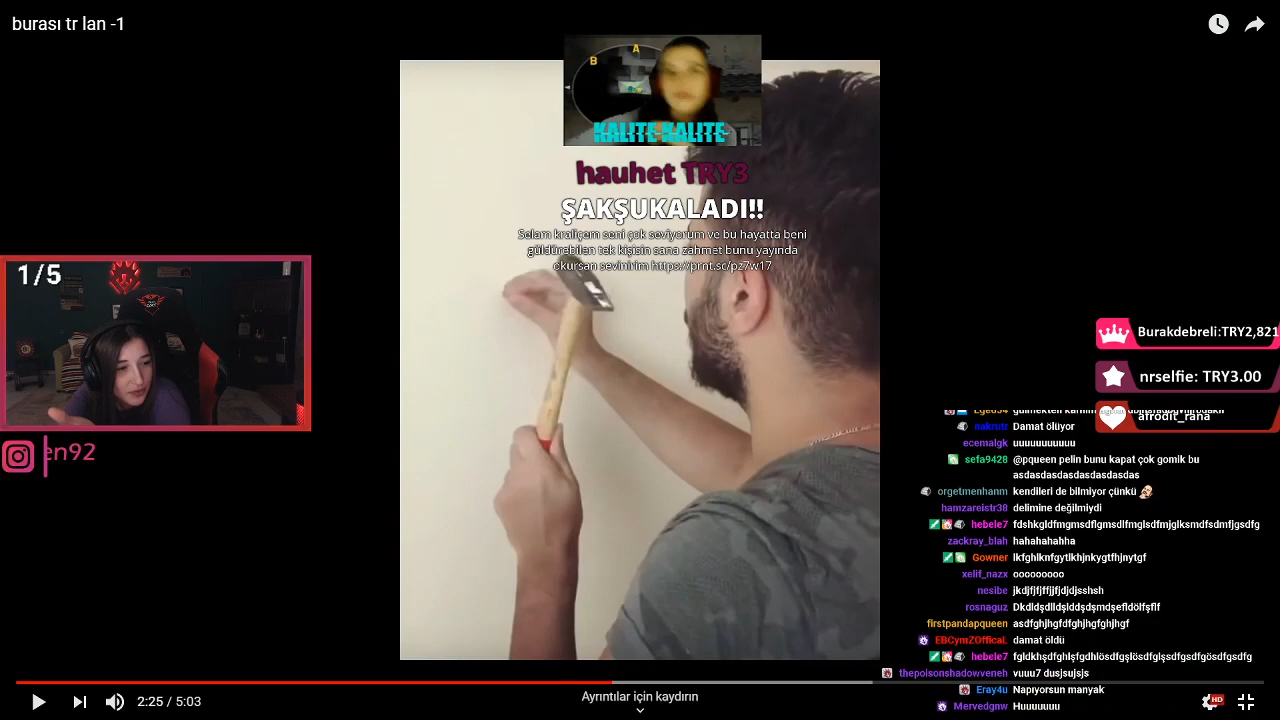 burası tr lan -1
A
B
KALITE KALITE
hauhet TRY3
ŞAKŞUKALADI!!
Selam kraliçem seni çok seviyorum ve bu hayatta beni
güldürebilen tek kişisin sana zahmet bunu yayında
okursan sevinirim https://prnt.sc/pz7w17
1/5
en92
Burakdebreli:TRY2,821
nrselfie: TRY3.00
afrodit_rana
nakrutr Damat ölüyor
ecemalgk uuuuuuuuuuu
sefa9428 @pqueen pelin bunu kapat çok gomik bu
asdasdasdasdasdasdasdas
orgetmenhanm kendileri de bilmiyor çünkü
hamzareistr38 delimine değilmiydi
hebele7 fdshkgldfmgmsdflgmsdlfmglsdfmjglksmdfsdmfjgsdfg
zackray_blah hahahahahha
Gowner lkfghlknfgytlkhjnkygtfhjnytgf
xelif_nazx ooooooooo
nesibe jkdjfjfjffjjfjdjdjsshsh
rosnaguz Dkdldşdlldşlddşdşmdşefldölfşflf
firstpandapqueen asdfghjhgfdfghjhgfghjhgf
EBCymZOfficaL damat öldü
hebele7 fgldkhşdfghlşfgdhlösdfgşlösdfglşsdfgsdfgösdfgsdfg
thepoisonshadowveneh vuuu7 dusjsujsjs
Eray4u Napıyorsun manyak
Mervedgnw Huuuuuuu
2:25 / 5:03
Ayrıntılar için kaydırın
HD